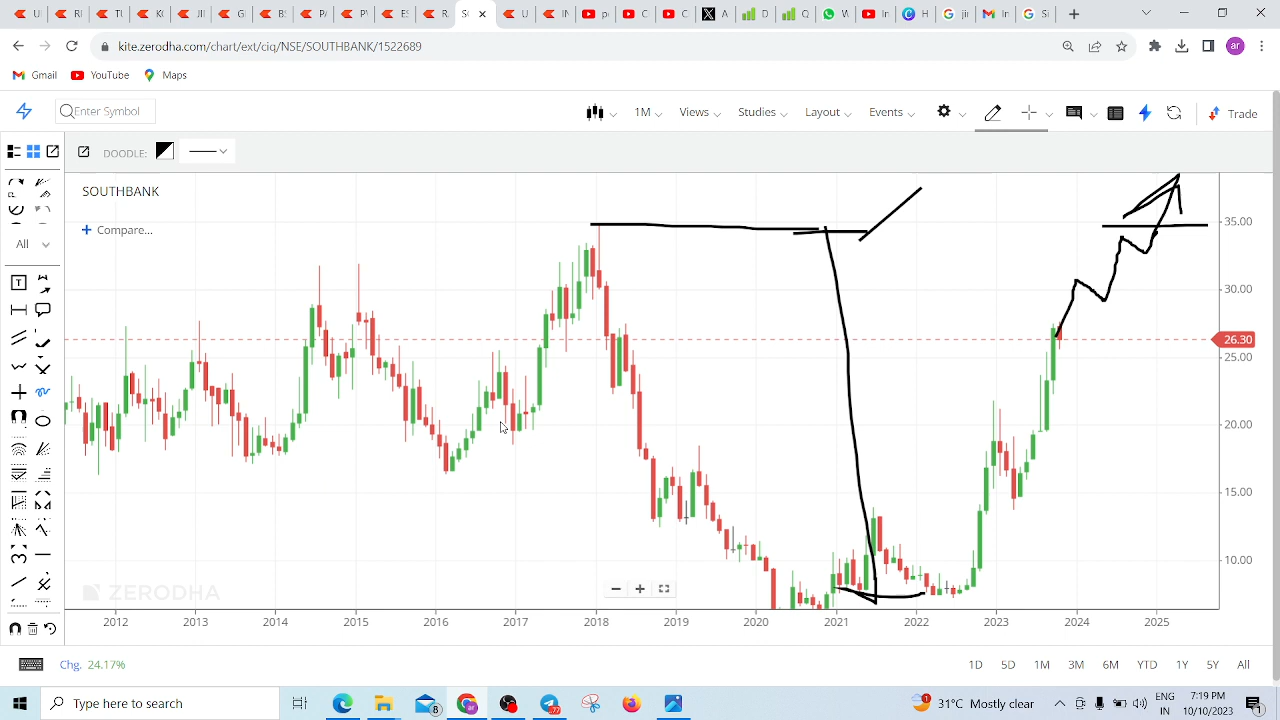 kite.zerodha.com/chart/ext/ciq/NSE/SOUTHBANK/1522689
Gmail YouTube Maps
Enter Symbol 1M Views Studies Layout Events Trade
DOODLE:
SOUTHBANK
Compare...
All
35.00
30.00
26.30
25.00
20.00
15.00
10.00
ZERODHA
2012 2013 2014 2015 2016 2017 2018 2019 2020 2021 2022 2023 2024 2025
Chg. 24.17% 1D 5D 1M 3M 6M YTD 1Y 5Y All
Type here to search 31°C Mostly clear ENG IN 7:19 PM 10/10/2023